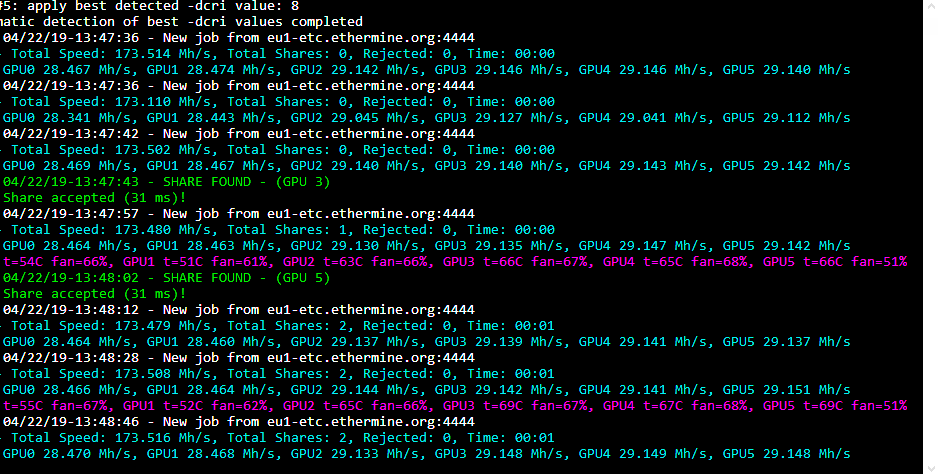 #5: apply best detected -dcri value: 8
matic detection of best -dcri values completed
04/22/19-13:47:36 - New job from eu1-etc.ethermine.org:4444
- Total Speed: 173.514 Mh/s, Total Shares: 0, Rejected: 0, Time: 00:00
GPU0 28.467 Mh/s, GPU1 28.474 Mh/s, GPU2 29.142 Mh/s, GPU3 29.146 Mh/s, GPU4 29.146 Mh/s, GPU5 29.140 Mh/s
04/22/19-13:47:36 - New job from eu1-etc.ethermine.org:4444
- Total Speed: 173.110 Mh/s, Total Shares: 0, Rejected: 0, Time: 00:00
GPU0 28.341 Mh/s, GPU1 28.443 Mh/s, GPU2 29.045 Mh/s, GPU3 29.127 Mh/s, GPU4 29.041 Mh/s, GPU5 29.112 Mh/s
04/22/19-13:47:42 - New job from eu1-etc.ethermine.org:4444
- Total Speed: 173.502 Mh/s, Total Shares: 0, Rejected: 0, Time: 00:00
GPU0 28.469 Mh/s, GPU1 28.467 Mh/s, GPU2 29.140 Mh/s, GPU3 29.140 Mh/s, GPU4 29.143 Mh/s, GPU5 29.142 Mh/s
04/22/19-13:47:43 - SHARE FOUND - (GPU 3)
Share accepted (31 ms)!
04/22/19-13:47:57 - New job from eu1-etc.ethermine.org:4444
- Total Speed: 173.480 Mh/s, Total Shares: 1, Rejected: 0, Time: 00:00
GPU0 28.464 Mh/s, GPU1 28.463 Mh/s, GPU2 29.130 Mh/s, GPU3 29.135 Mh/s, GPU4 29.147 Mh/s, GPU5 29.142 Mh/s
t=54C fan=66%, GPU1 t=51C fan=61%, GPU2 t=63C fan=66%, GPU3 t=66C fan=67%, GPU4 t=65C fan=68%, GPU5 t=66C fan=51%
04/22/19-13:48:02 - SHARE FOUND - (GPU 5)
Share accepted (31 ms)!
04/22/19-13:48:12 - New job from eu1-etc.ethermine.org:4444
- Total Speed: 173.479 Mh/s, Total Shares: 2, Rejected: 0, Time: 00:01
GPU0 28.464 Mh/s, GPU1 28.460 Mh/s, GPU2 29.137 Mh/s, GPU3 29.139 Mh/s, GPU4 29.141 Mh/s, GPU5 29.137 Mh/s
04/22/19-13:48:28 - New job from eu1-etc.ethermine.org:4444
- Total Speed: 173.508 Mh/s, Total Shares: 2, Rejected: 0, Time: 00:01
GPU0 28.466 Mh/s, GPU1 28.464 Mh/s, GPU2 29.144 Mh/s, GPU3 29.142 Mh/s, GPU4 29.141 Mh/s, GPU5 29.151 Mh/s
t=55C fan=67%, GPU1 t=52C fan=62%, GPU2 t=65C fan=66%, GPU3 t=69C fan=67%, GPU4 t=67C fan=68%, GPU5 t=69C fan=51%
04/22/19-13:48:46 - New job from eu1-etc.ethermine.org:4444
- Total Speed: 173.516 Mh/s, Total Shares: 2, Rejected: 0, Time: 00:01
GPU0 28.470 Mh/s, GPU1 28.468 Mh/s, GPU2 29.133 Mh/s, GPU3 29.148 Mh/s, GPU4 29.149 Mh/s, GPU5 29.148 Mh/s